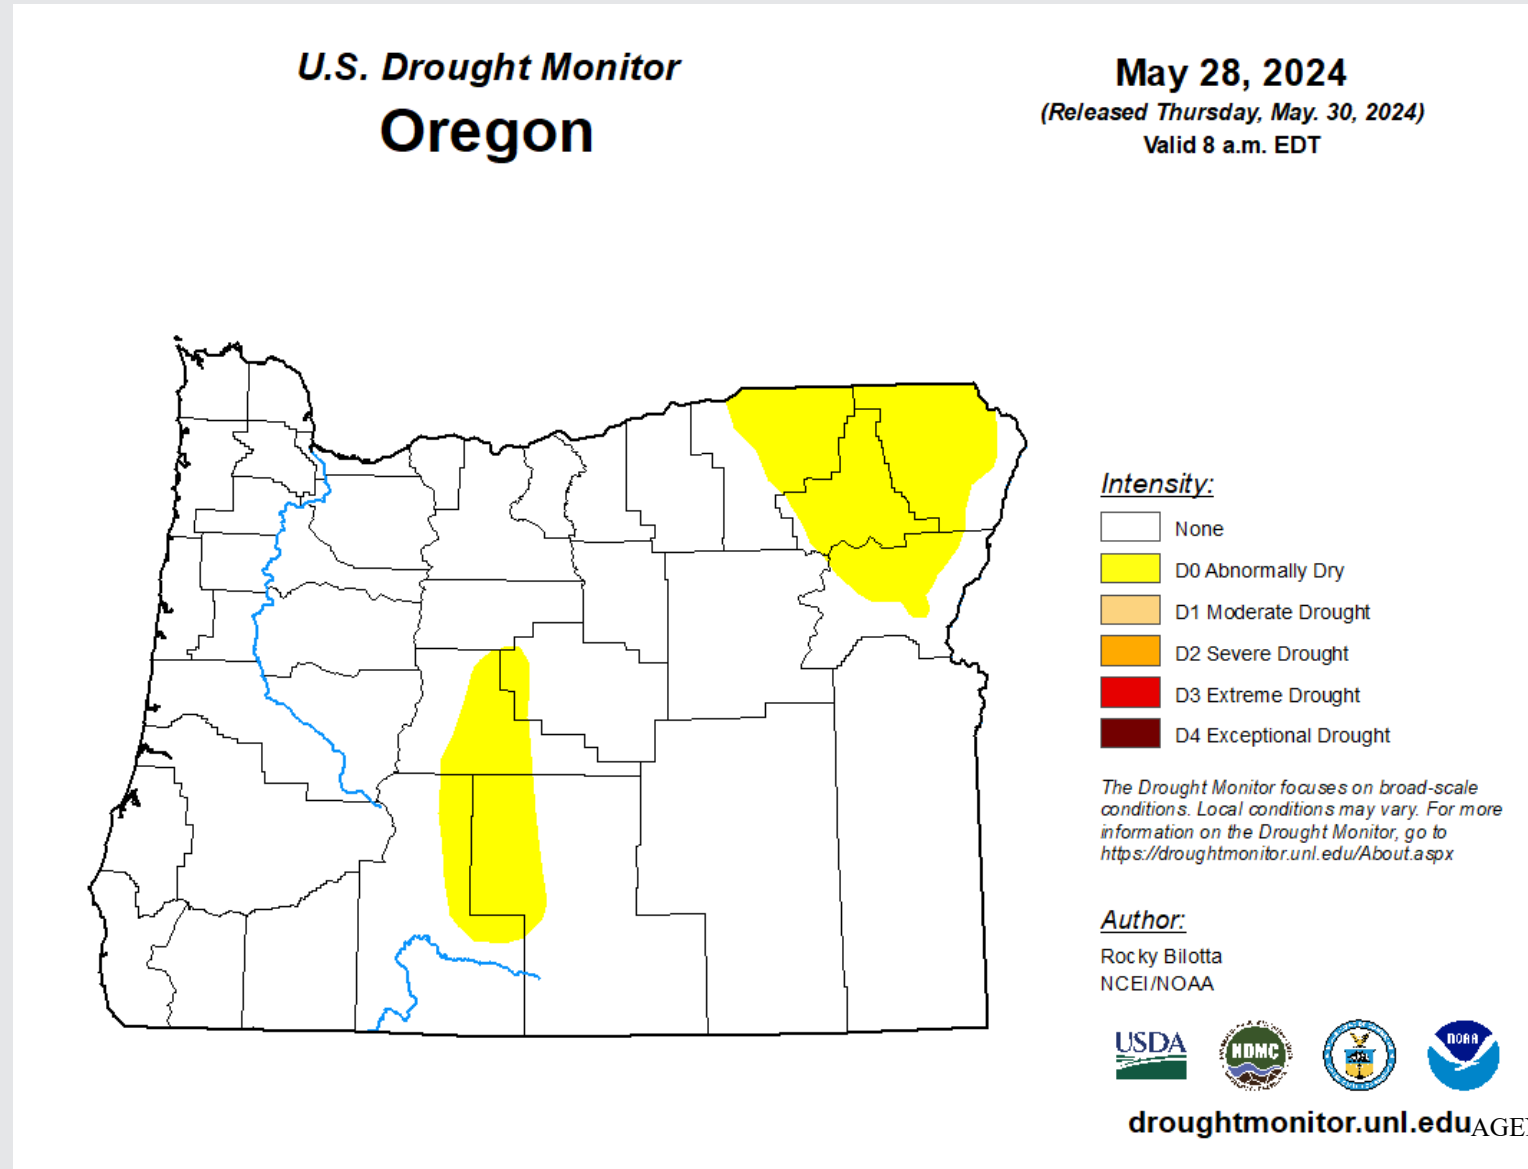 U.S. Drought Monitor
Oregon
May 28, 2024
(Released Thursday, May. 30, 2024)
Valid 8 a.m. EDT
Intensity:
None
D0 Abnormally Dry
D1 Moderate Drought
D2 Severe Drought
D3 Extreme Drought
D4 Exceptional Drought
The Drought Monitor focuses on broad-scale
conditions. Local conditions may vary. For more
information on the Drought Monitor, go to
https://droughtmonitor.unl.edu/About.aspx
Author:
Rocky Bilotta
NCEI/NOAA
USDA
NDMC
NOAA
droughtmonitor.unl.edu